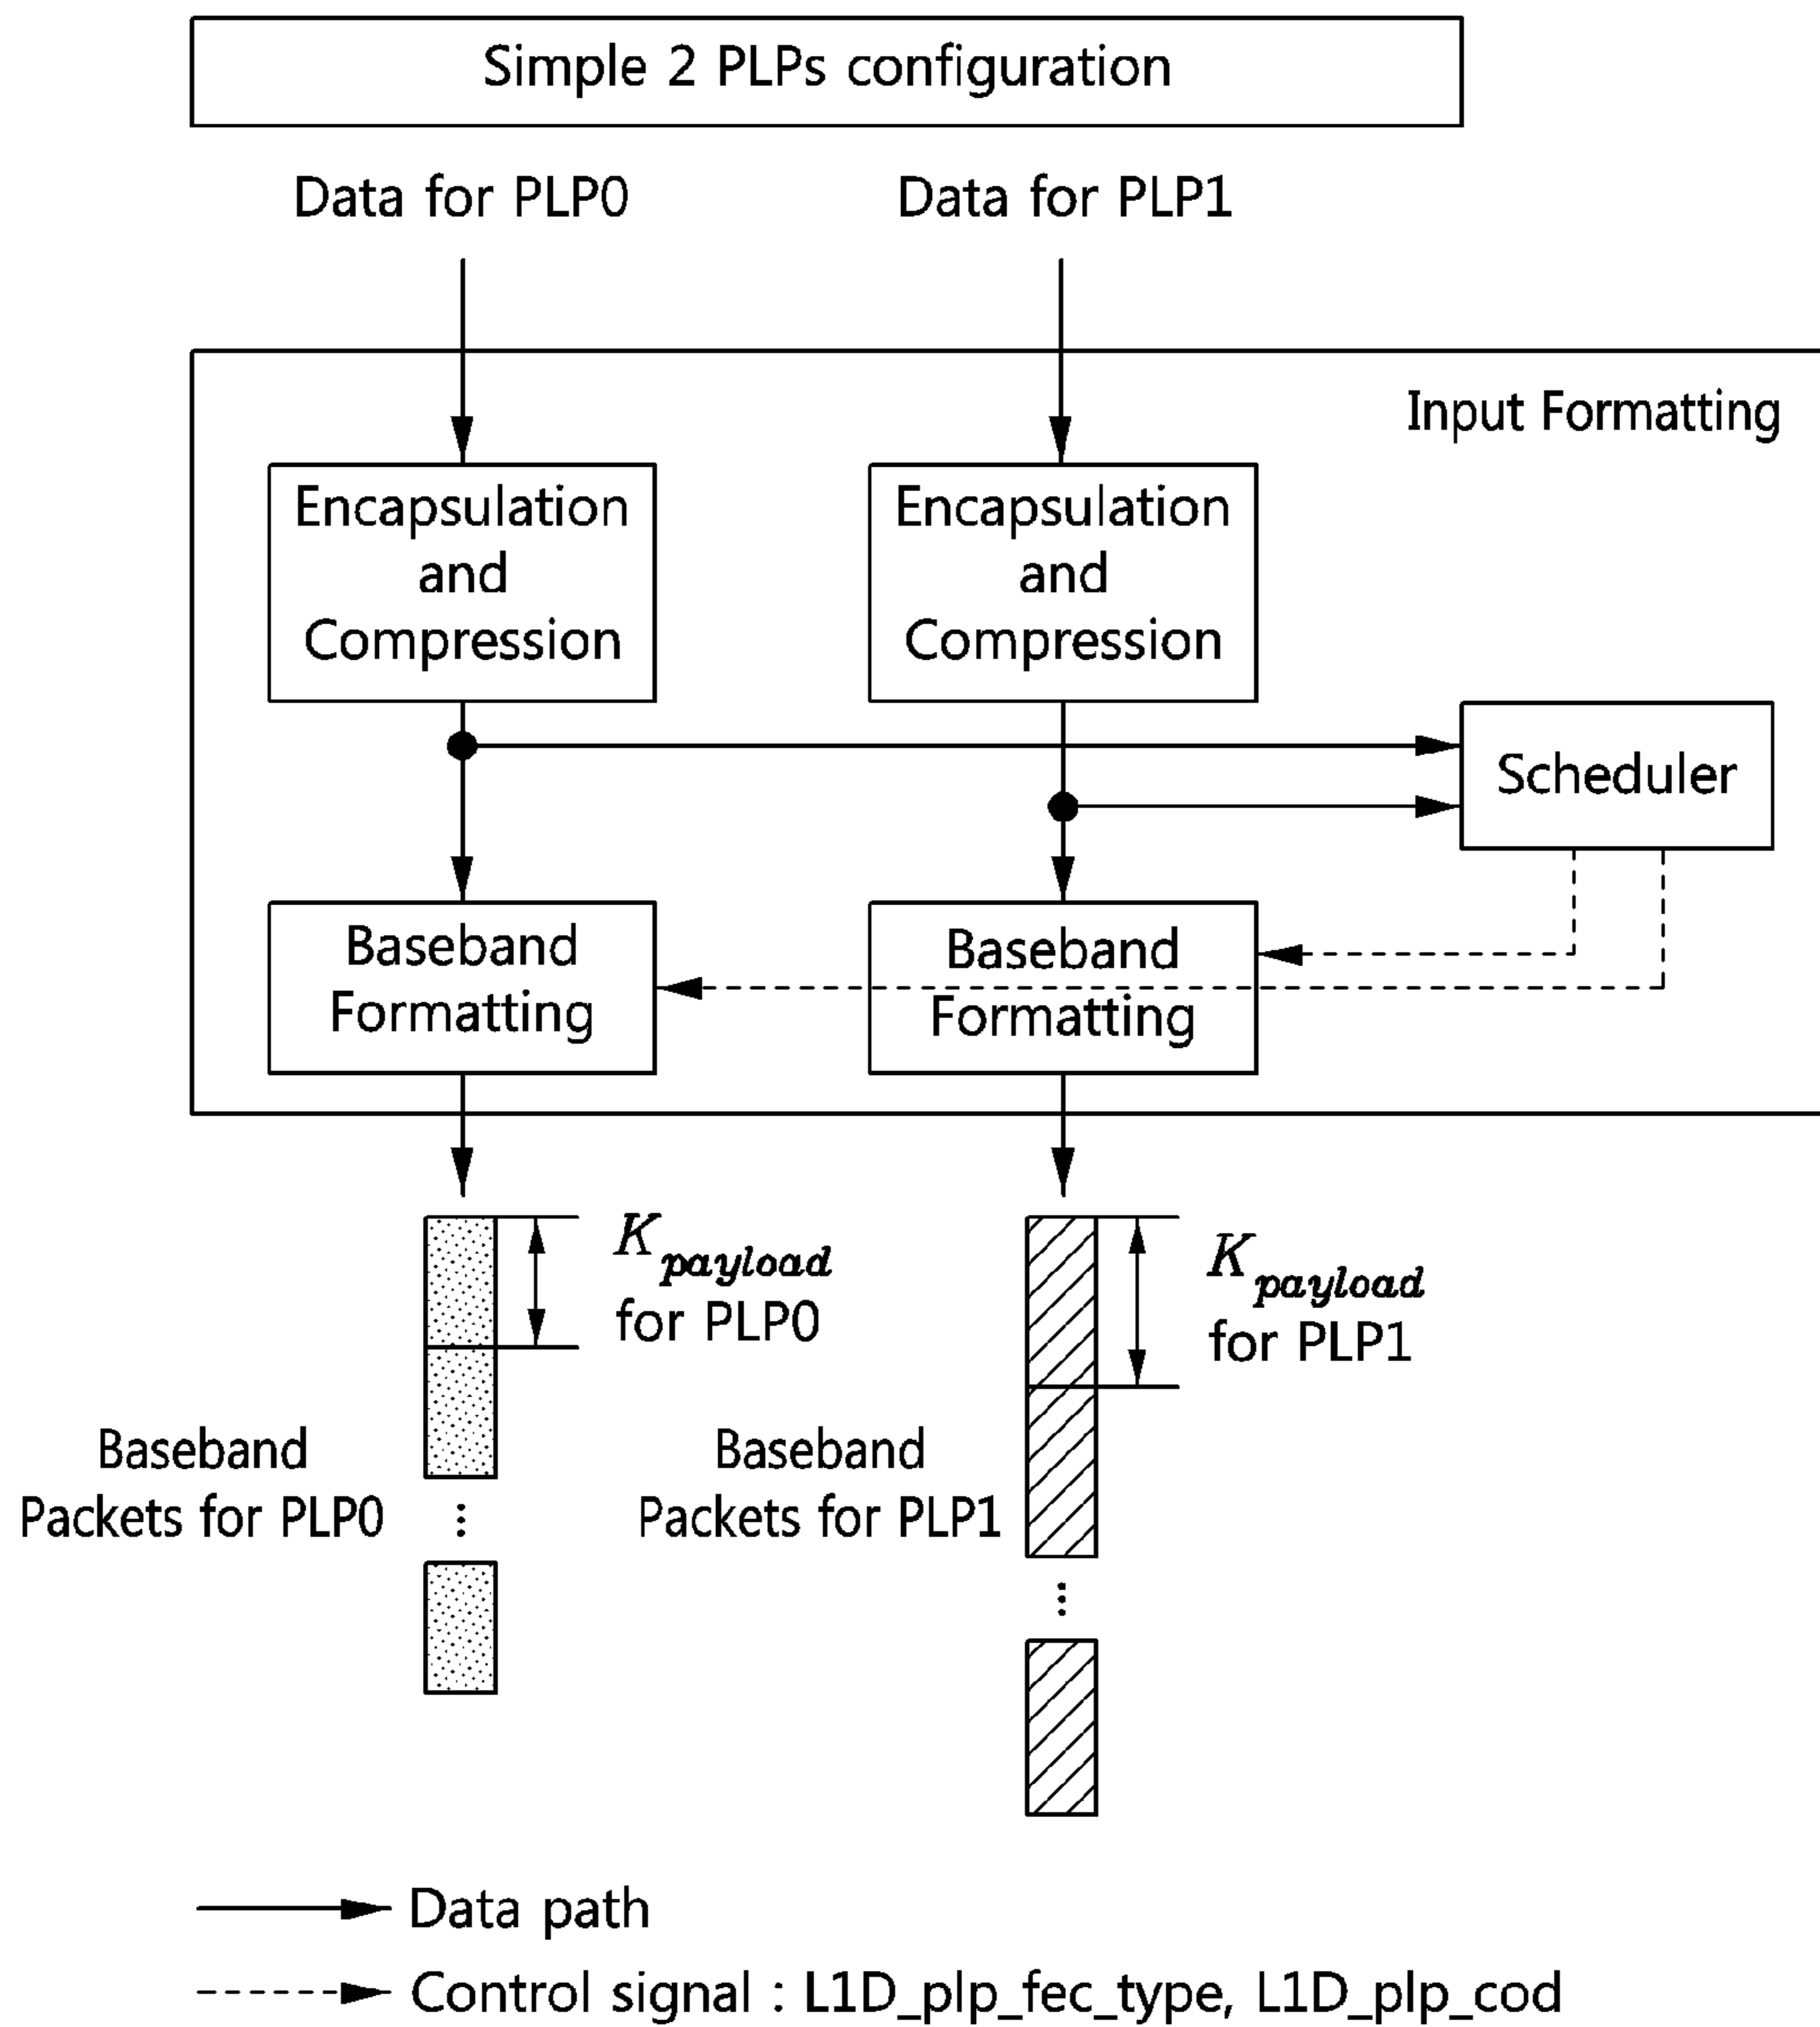 Simple 2 PLPs configuration
Data for PLP0
Data for PLP1
Input Formatting
Encapsulation
and
Compression
Encapsulation
and
Compression
Scheduler
Baseband
Formatting
Baseband
Formatting
K payload
for PLP0
K payload
for PLP1
Baseband
Packets for PLP0
Baseband
Packets for PLP1
Data path
Control signal : L1D_plp_fec_type, L1D_plp_cod